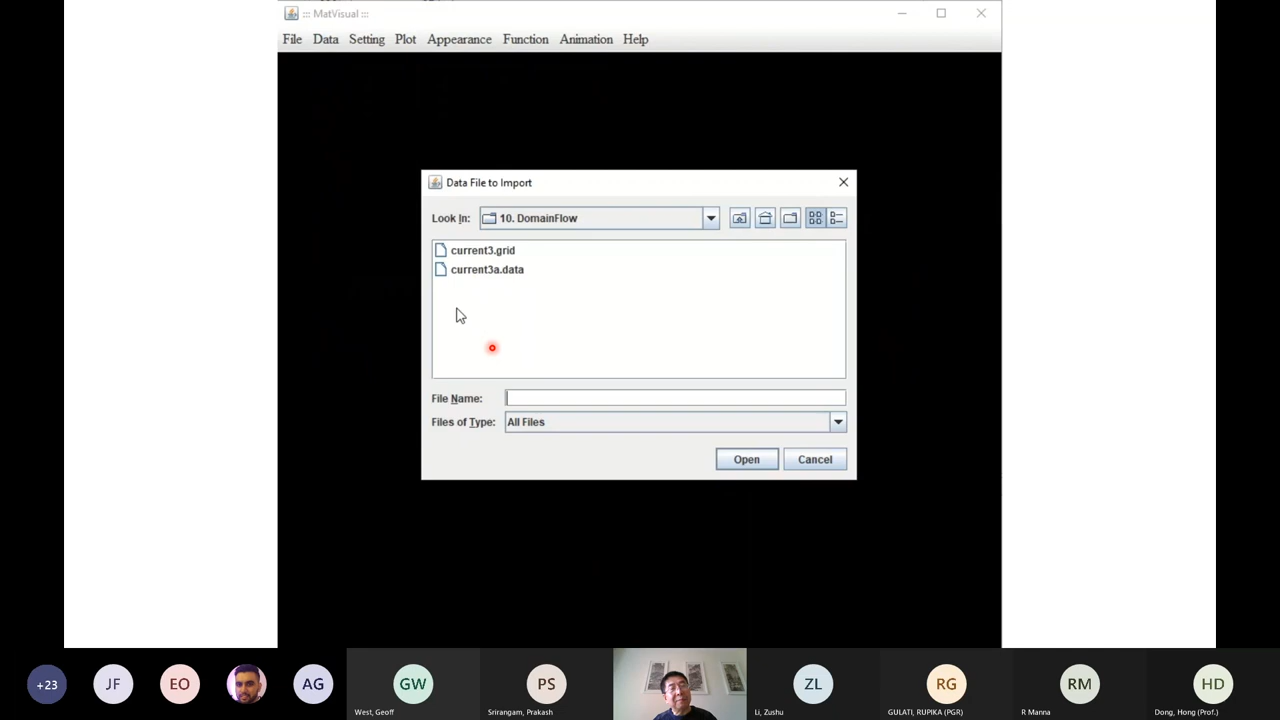 ::: MatVisual :::
File Data Setting Plot Appearance Function Animation Help
Data File to Import
Look In: 10. DomainFlow
current3.grid
current3a.data
File Name:
Files of Type: All Files
Open Cancel
+23 JF EO AG GW PS ZL RG RM HD
West, Geoff Srirangam, Prakash Li, Zushu GULATI, RUPIKA (PGR) R Manna Dong, Hong (Prof.)